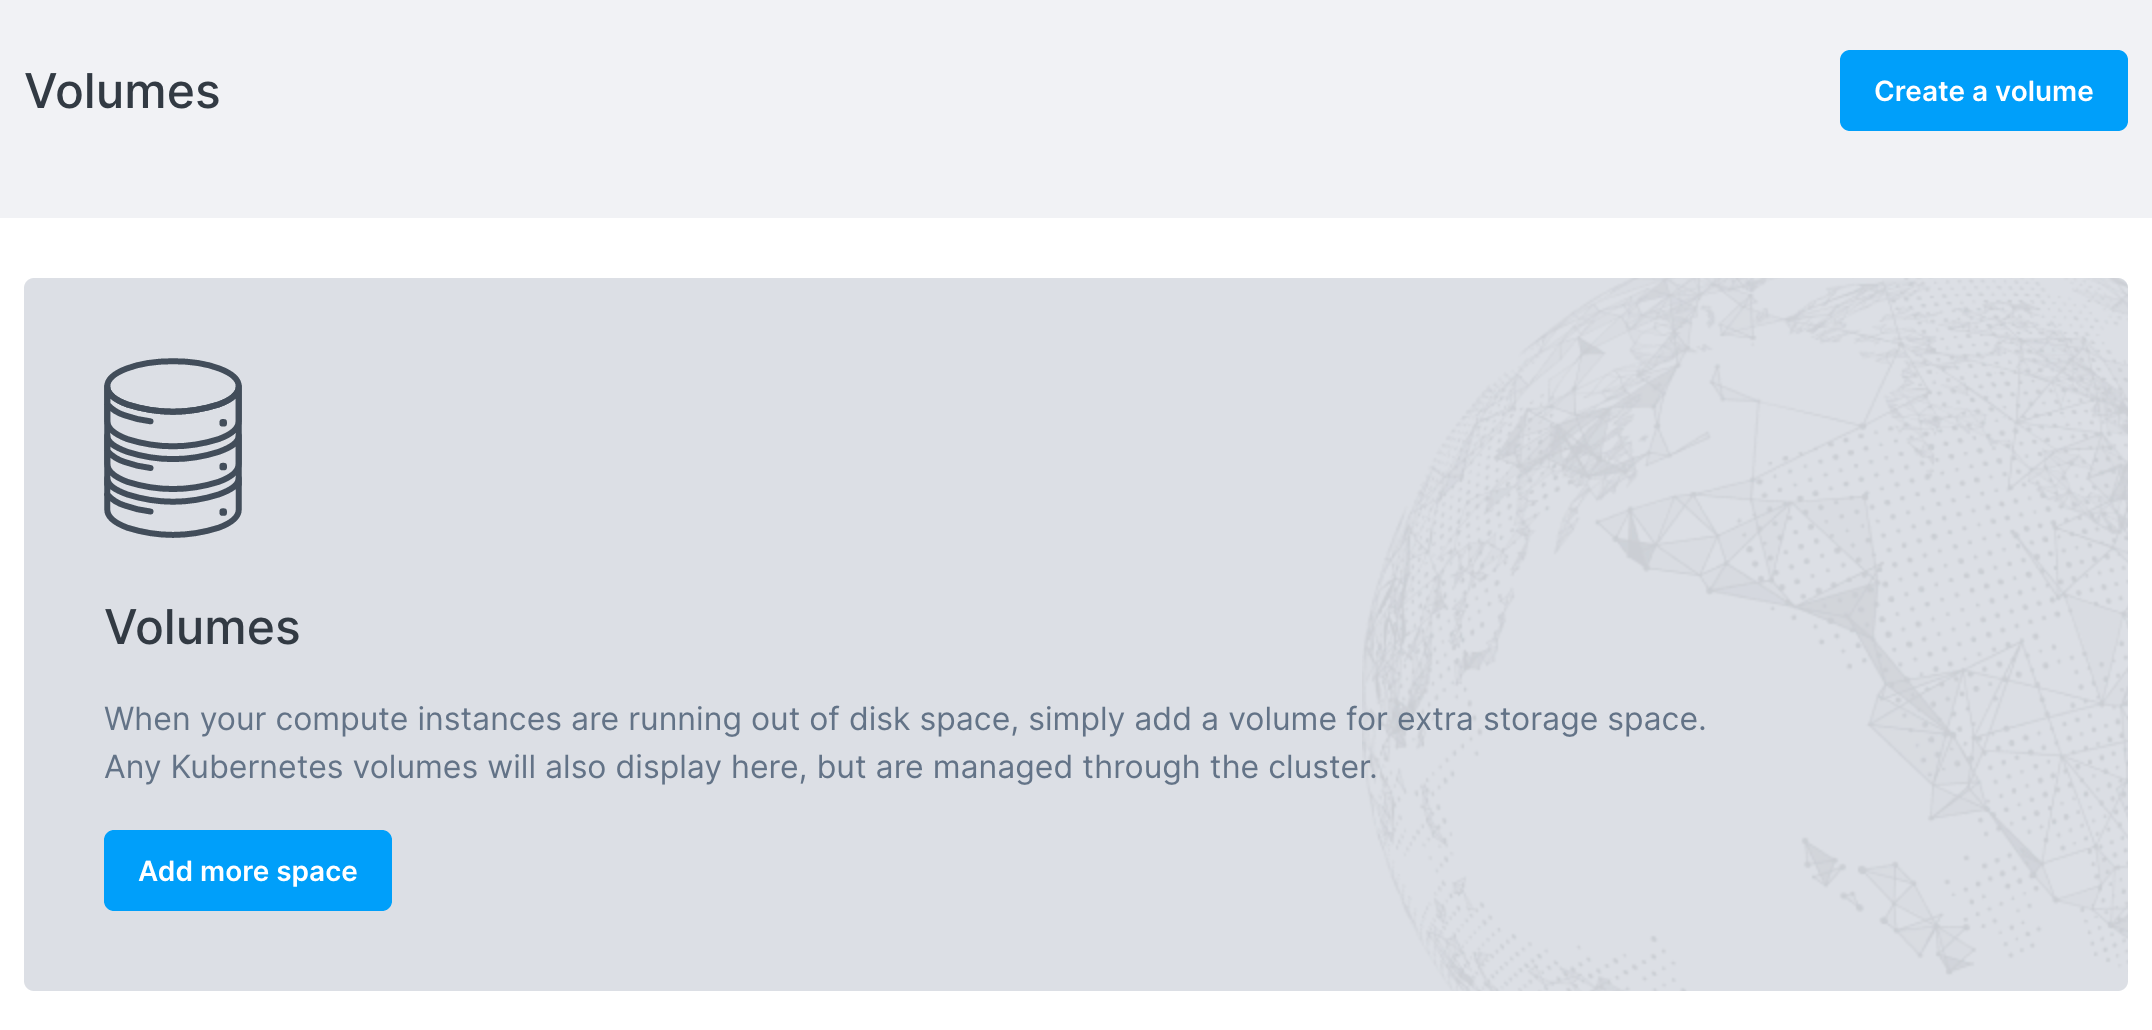 Volumes
Create a volume
Volumes
When your compute instances are running out of disk space, simply add a volume for extra storage space.
Any Kubernetes volumes will also display here, but are managed through the cluster.
Add more space